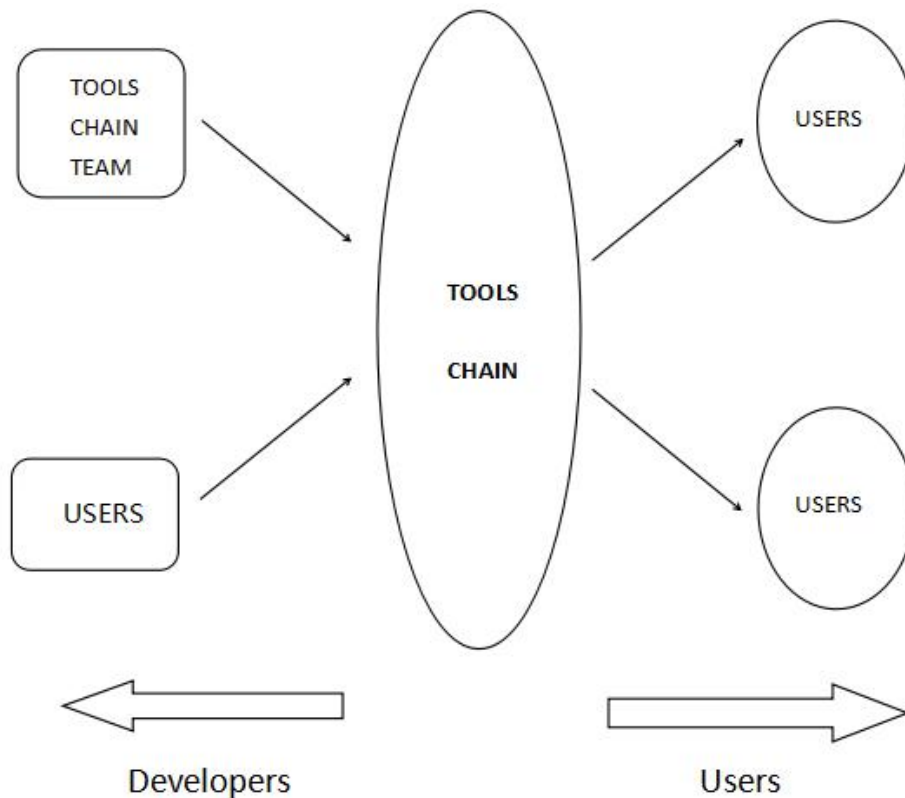 TOOLS
CHAIN
TEAM
USERS
TOOLS
CHAIN
USERS
USERS
Developers
Users